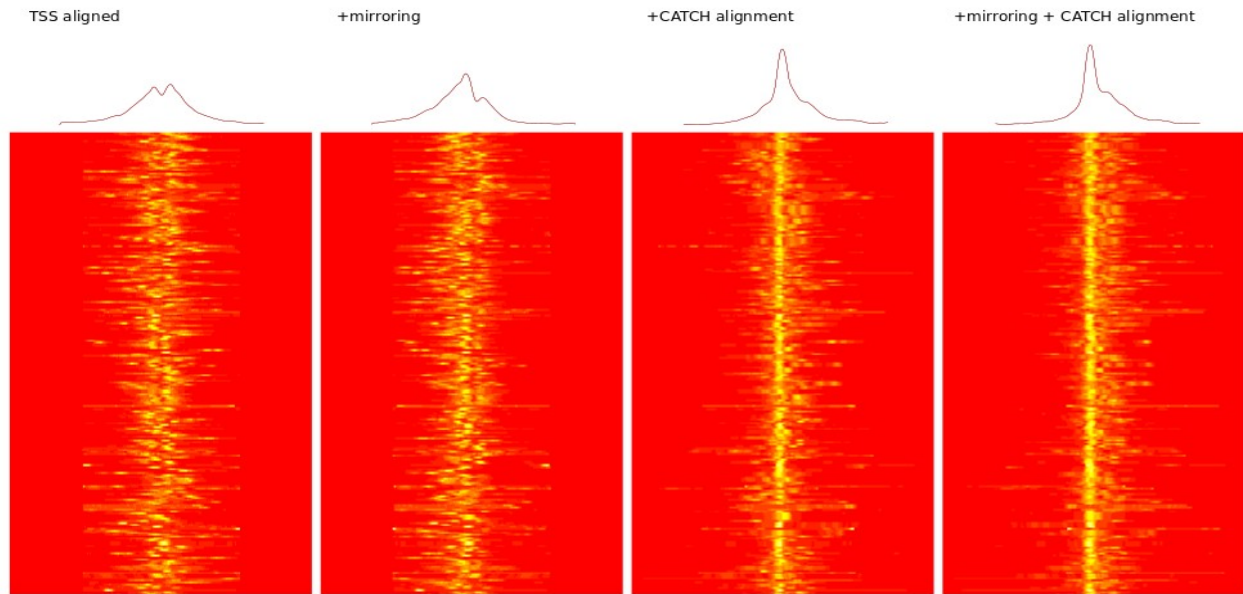 TSS aligned
+mirroring
+CATCH alignment
+mirroring + CATCH alignment